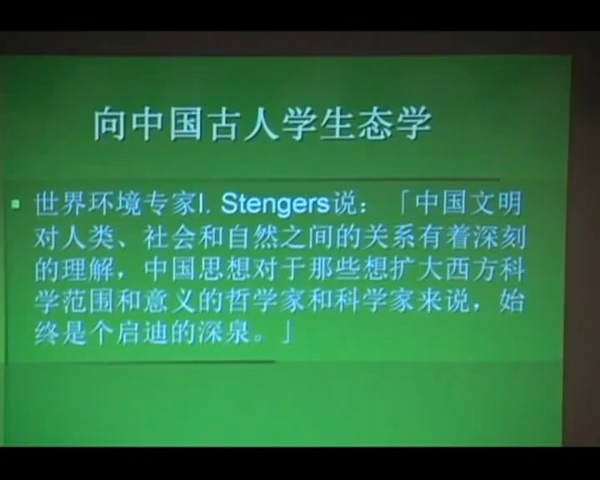 向中国古人学生态学
世界环境专家I. Stengers说：「中国文明
对人类、社会和自然之间的关系有着深刻
的理解，中国思想对于那些想扩大西方科
学范围和意义的哲学家和科学家来说，始
终是个启迪的深泉。」